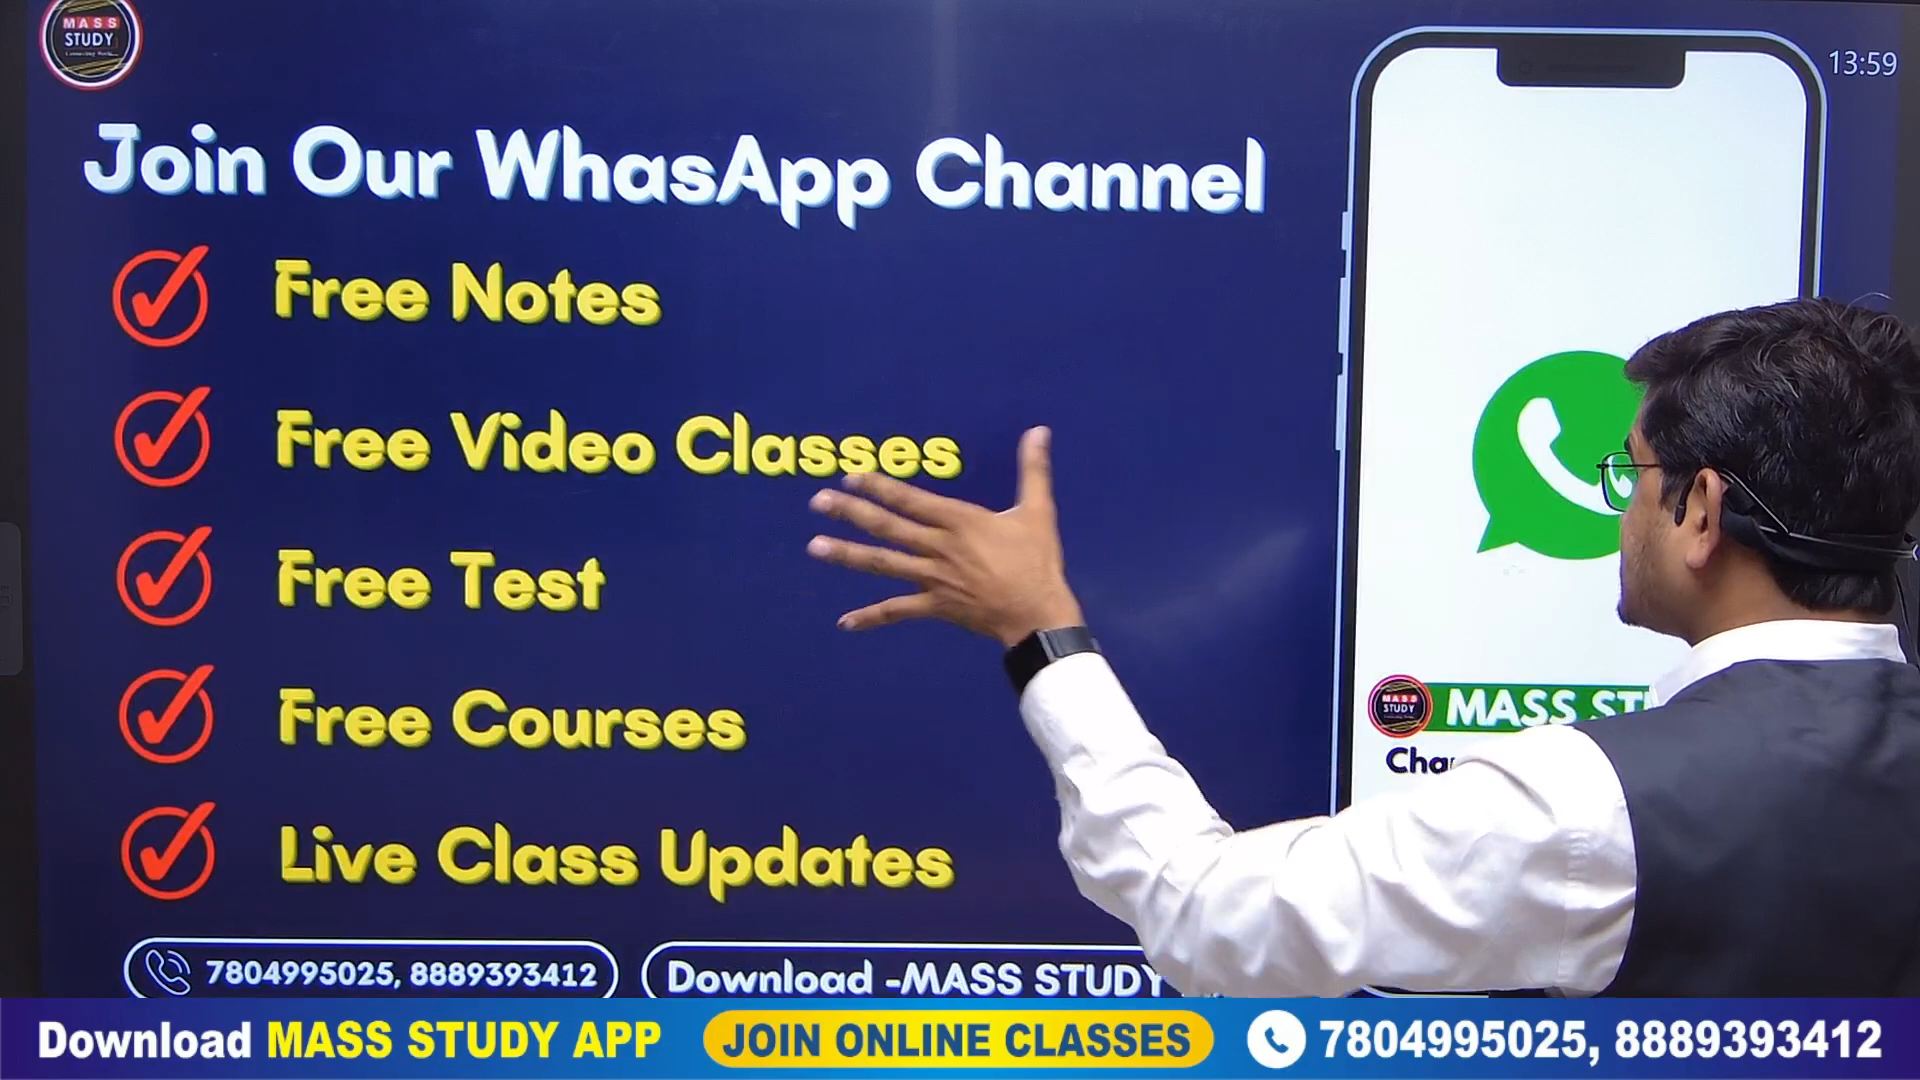 MASS
STUDY
13:59
Join Our WhasApp Channel
Free Notes
Free Video Classes
Free Test
Free Courses
Live Class Updates
MASS
STUDY
MASS
7804995025, 8889393412
Download -MASS STUDY
Download MASS STUDY APP
JOIN ONLINE CLASSES
7804995025, 8889393412